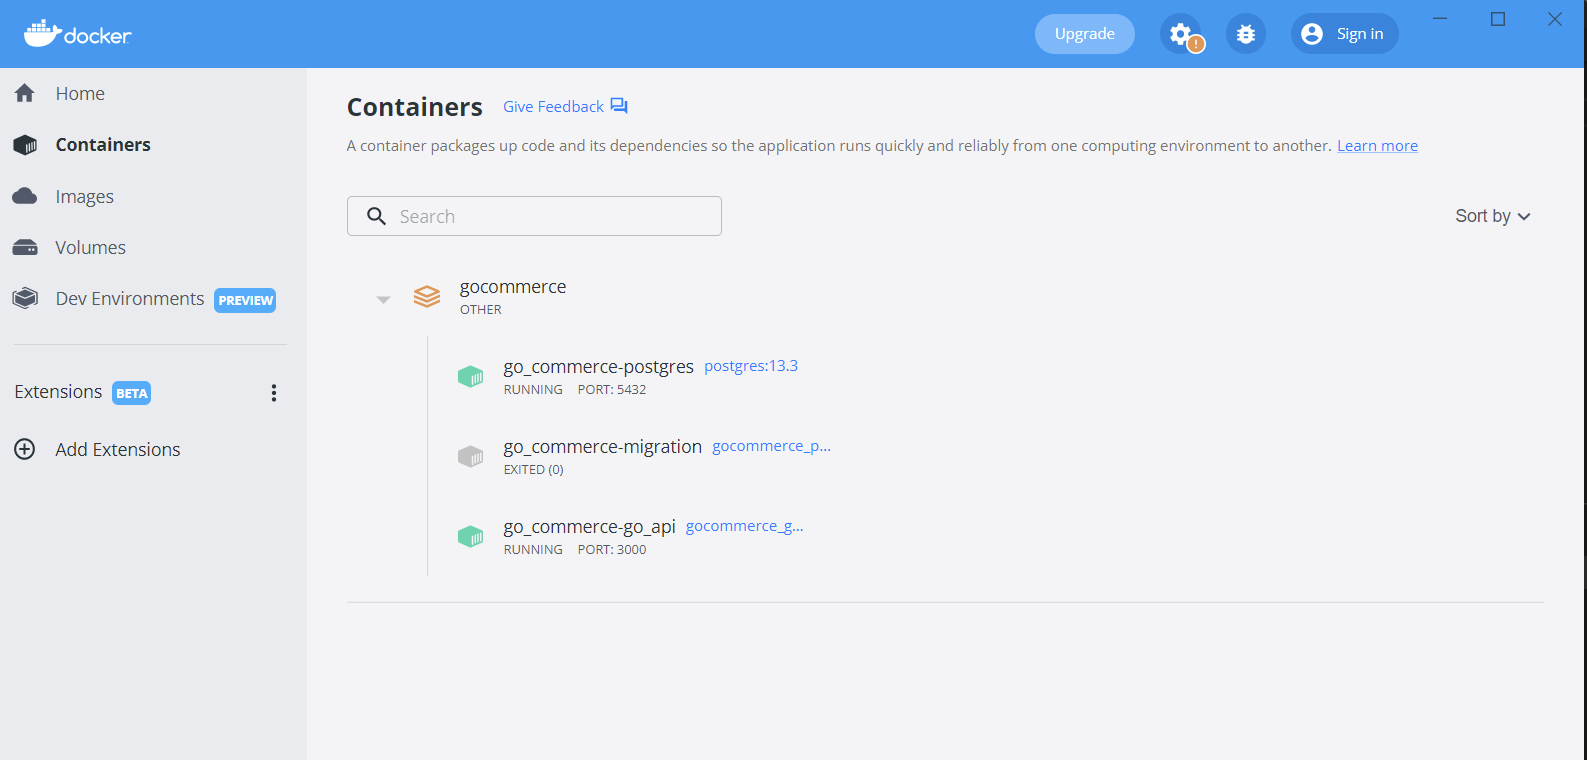 docker
Upgrade
!
Sign in
Home
Containers
Images
Volumes
Dev Environments PREVIEW
Extensions BETA
Add Extensions
Containers Give Feedback
A container packages up code and its dependencies so the application runs quickly and reliably from one computing environment to another. Learn more
Search
Sort by
gocommerce
OTHER
go_commerce-postgres postgres:13.3
RUNNING PORT: 5432
go_commerce-migration gocommerce_p...
EXITED (0)
go_commerce-go_api gocommerce_g...
RUNNING PORT: 3000